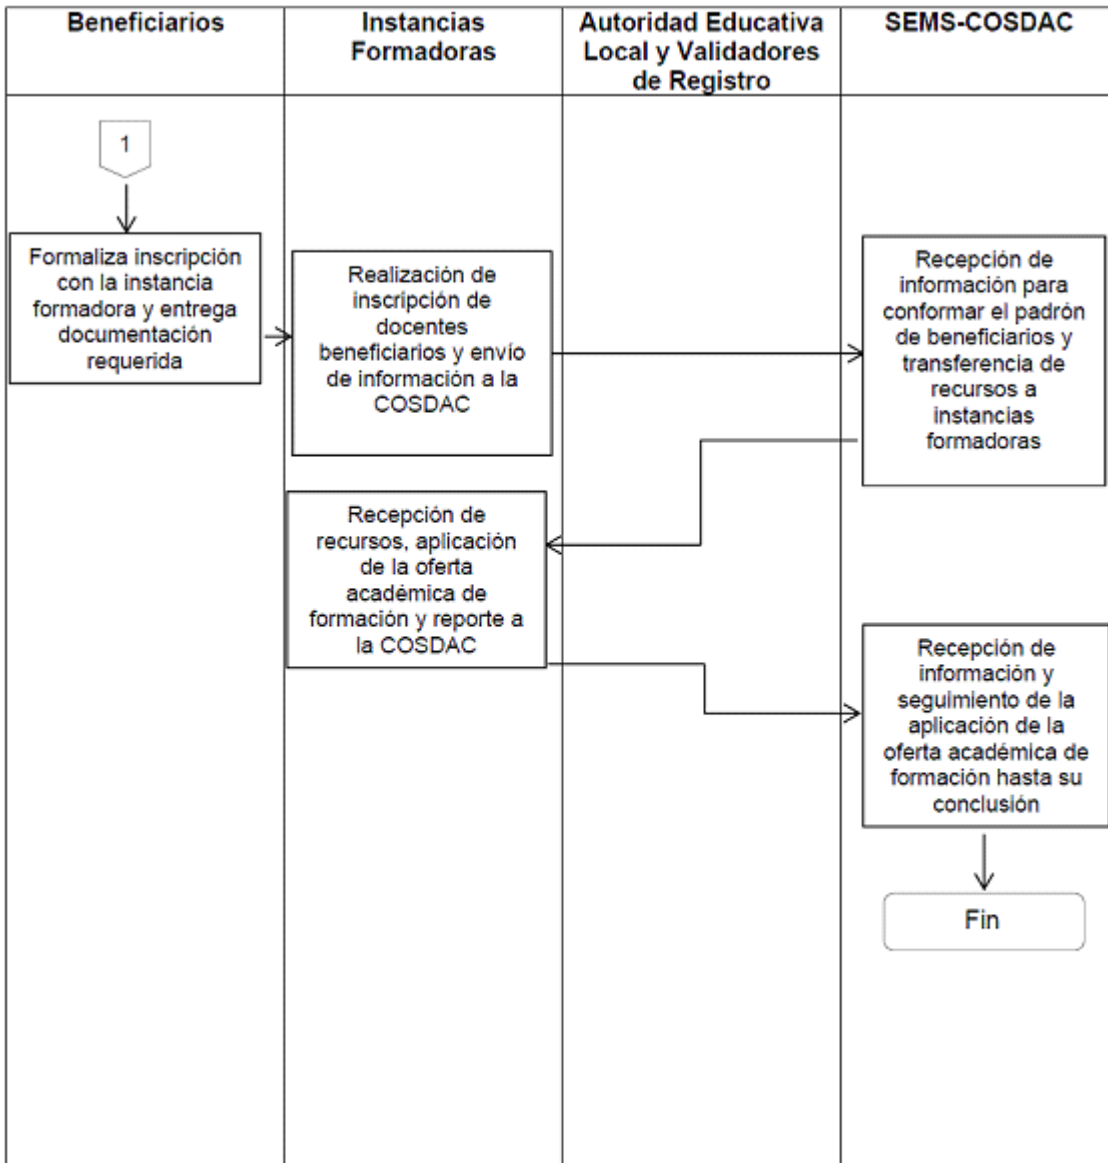 Beneficiarios
Instancias
Formadoras
Autoridad Educativa
Local y Validadores
de Registro
SEMS-COSDAC
1
Formaliza inscripción
con la instancia
formadora y entrega
documentación
requerida
Realización de
inscripción de
docentes
beneficiarios y envío
de información a la
COSDAC
Recepción de
información para
conformar el padrón
de beneficiarios y
transferencia de
recursos a
instancias
formadoras
Recepción de
recursos, aplicación
de la oferta
académica de
formación y reporte a
la COSDAC
Recepción de
información y
seguimiento de la
aplicación de la
oferta académica de
formación hasta su
conclusión
Fin